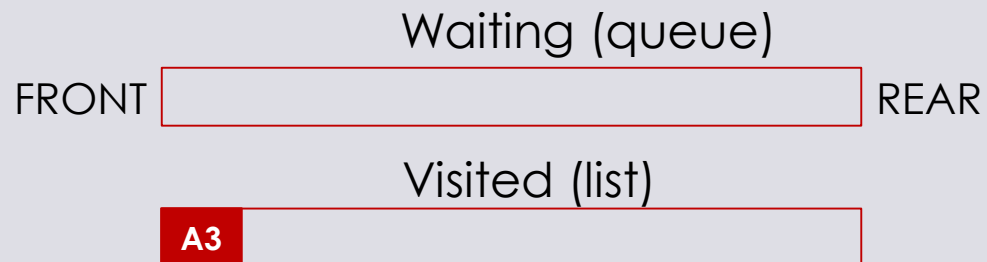 Waiting (queue)
FRONT REAR
Visited (list)
A3